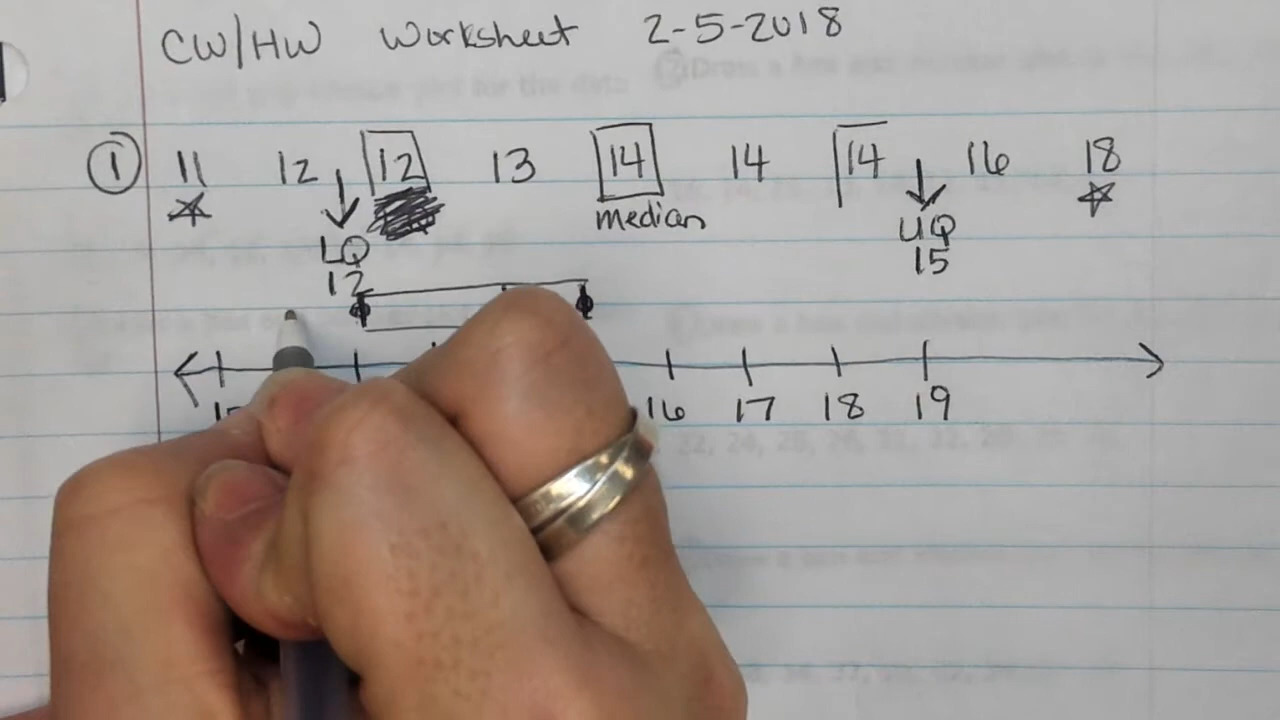 CW/HW Worksheet 2-5-2018
① 11 12 12 13 14 14 14 16 18
median
LQ UQ
12 15
16 17 18 19